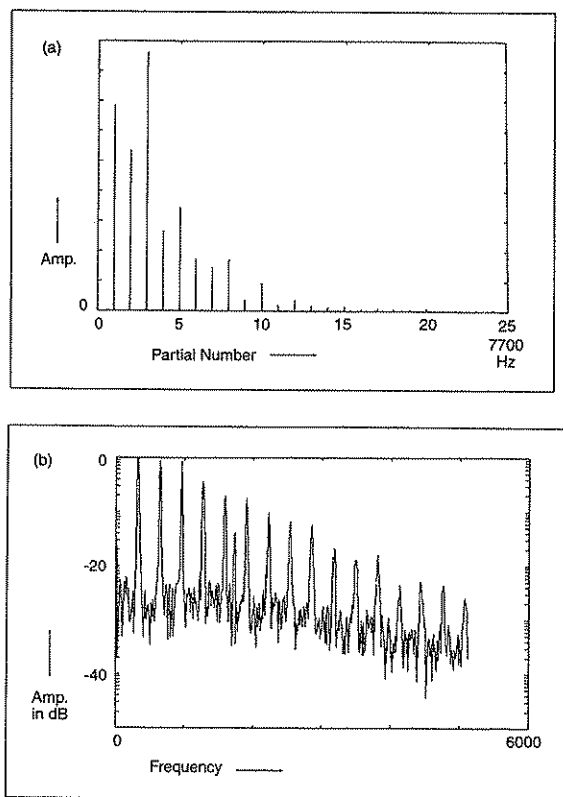 (a)
Amp.
0
0 5 10 15 20 25
7700
Hz
Partial Number
(b)
0
-20
-40
Amp.
in dB
0 6000
Frequency